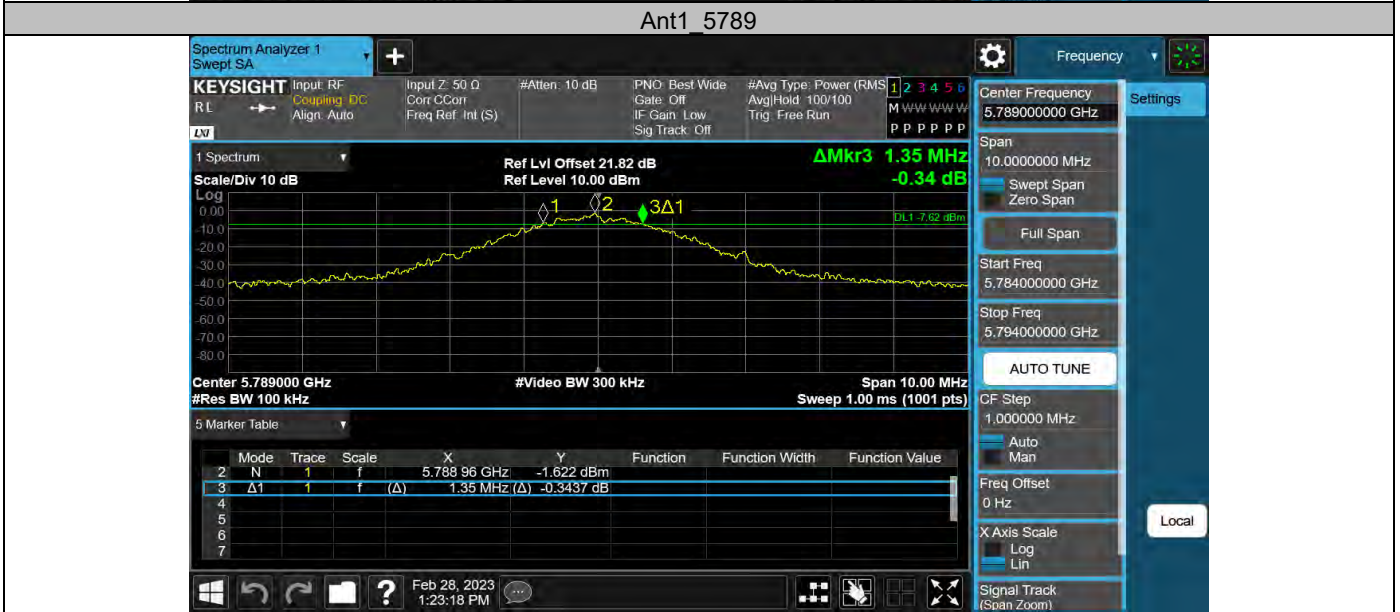 Ant1_5789
Spectrum Analyzer 1
Swept SA
+
Frequency
KEYSIGHT
RL
LXI
Input: RF
Coupling: DC
Align: Auto
Input Z: 50 Ω
Corr CCorr
Freq Ref: Int (S)
#Atten: 10 dB
PNO: Best Wide
Gate: Off
IF Gain: Low
Sig Track: Off
#Avg Type: Power (RMS
Avg|Hold: 100/100
Trig: Free Run
1 2 3 4 5 6
M W W W W W
P P P P P P
1 Spectrum
Scale/Div 10 dB
Ref Lvl Offset 21.82 dB
Ref Level 10.00 dBm
ΔMkr3 1.35 MHz
-0.34 dB
Log
0.00
-10.0
-20.0
-30.0
-40.0
-50.0
-60.0
-70.0
-80.0
1
2
3Δ1
DL1 -7.62 dBm
Center 5.789000 GHz
#Video BW 300 kHz
Span 10.00 MHz
#Res BW 100 kHz
Sweep 1.00 ms (1001 pts)
5 Marker Table
Mode Trace Scale X Y Function Function Width Function Value
2 N 1 f 5.788 96 GHz -1.622 dBm
3 Δ1 1 f (Δ) 1.35 MHz (Δ) -0.3437 dB
4
5
6
7
Feb 28, 2023
1:23:18 PM
?
Center Frequency
5.789000000 GHz
Settings
Span
10.0000000 MHz
Swept Span
Zero Span
Full Span
Start Freq
5.784000000 GHz
Stop Freq
5.794000000 GHz
AUTO TUNE
CF Step
1.000000 MHz
Auto
Man
Freq Offset
0 Hz
Local
X Axis Scale
Log
Lin
Signal Track
(Span Zoom)